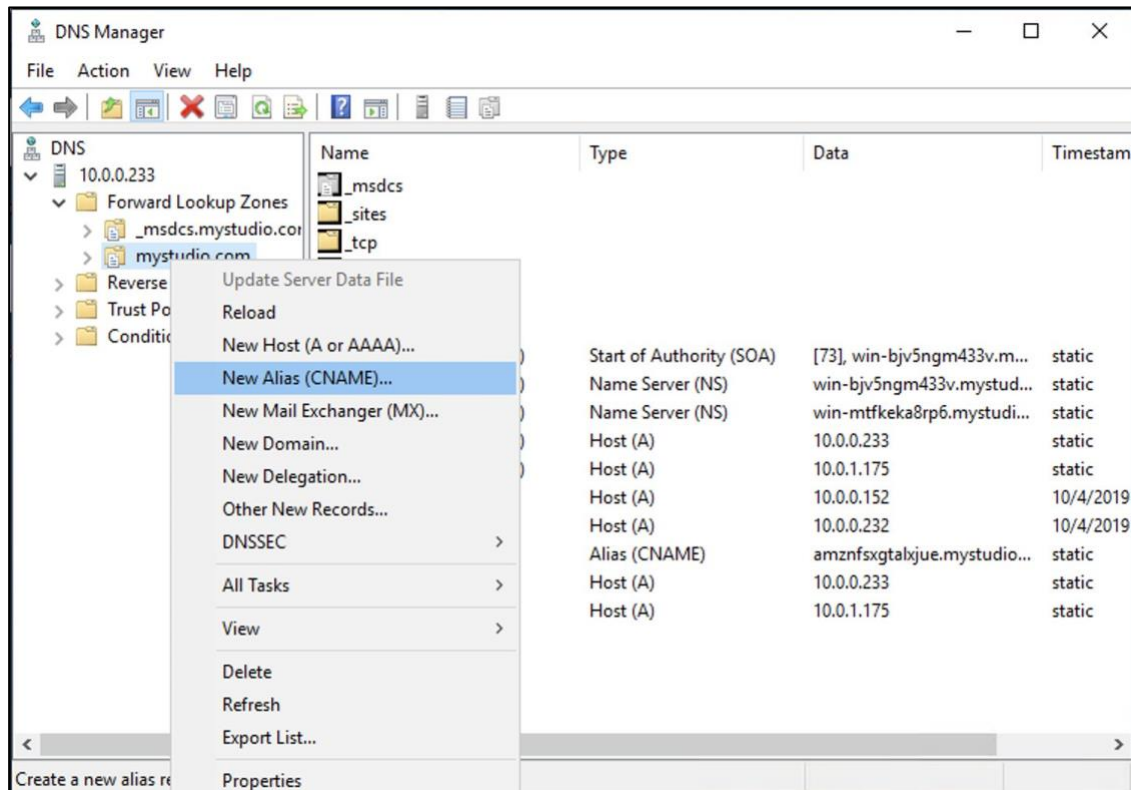 DNS Manager
File Action View Help
DNS
10.0.0.233
Forward Lookup Zones
_msdcs.mystudio.cor
mystudio.com
Reverse
Trust Po
Conditic
Name Type Data Timestam
_msdcs
_sites
_tcp
Update Server Data File
Reload
New Host (A or AAAA)...
New Alias (CNAME)...
New Mail Exchanger (MX)...
New Domain...
New Delegation...
Other New Records...
DNSSEC
All Tasks
View
Delete
Refresh
Export List...
Properties
) Start of Authority (SOA) [73], win-bjv5ngm433v.m... static
) Name Server (NS) win-bjv5ngm433v.mystud... static
) Name Server (NS) win-mtfkeka8rp6.mystudi... static
) Host (A) 10.0.0.233 static
) Host (A) 10.0.1.175 static
Host (A) 10.0.0.152 10/4/2019
Host (A) 10.0.0.232 10/4/2019
Alias (CNAME) amznfsxgtalxjue.mystudio... static
Host (A) 10.0.0.233 static
Host (A) 10.0.1.175 static
Create a new alias re